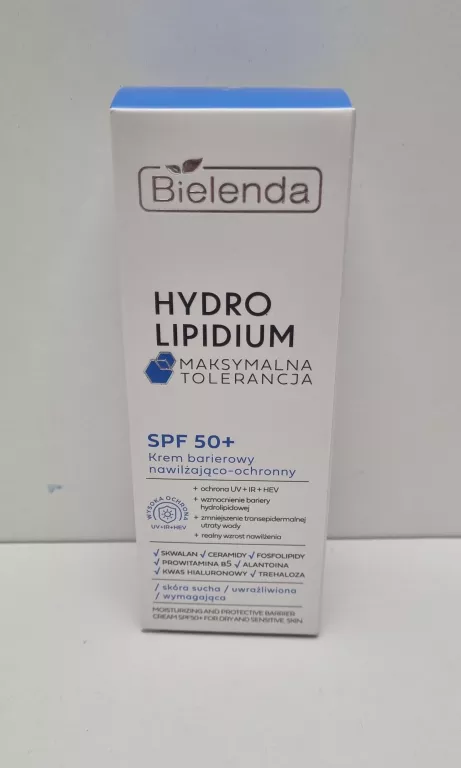 Bielenda
HYDRO
LIPIDIUM
MAKSYMALNA
TOLERANCJA
SPF 50+
Krem barierowy
nawilżająco-ochronny
WYSOKA OCHRONA
UV+IR+HEV
+ ochrona UV + IR + HEV
+ wzmocnienie bariery
hydrolipidowej
+ zmniejszenie transepidermalnej
utraty wody
+ realny wzrost nawilżenia
√ SKWALAN √ CERAMIDY √ FOSFOLIPIDY
√ PROWITAMINA B5 √ ALANTOINA
√ KWAS HIALURONOWY √ TREHALOZA
/ skóra sucha / uwrażliwiona
/ wymagająca
MOISTURIZING AND PROTECTIVE BARRIER
CREAM SPF50+ FOR DRY AND SENSITIVE SKIN